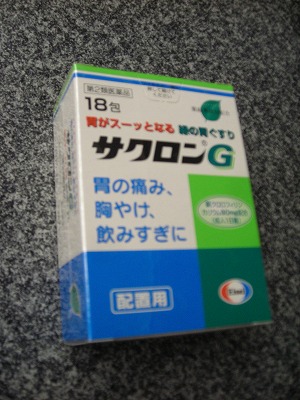 第2類医薬品
18包
胃がスーッとなる 緑の胃ぐすり
サクロンG
胃の痛み、
胸やけ、
飲みすぎに
配置用
Eisai